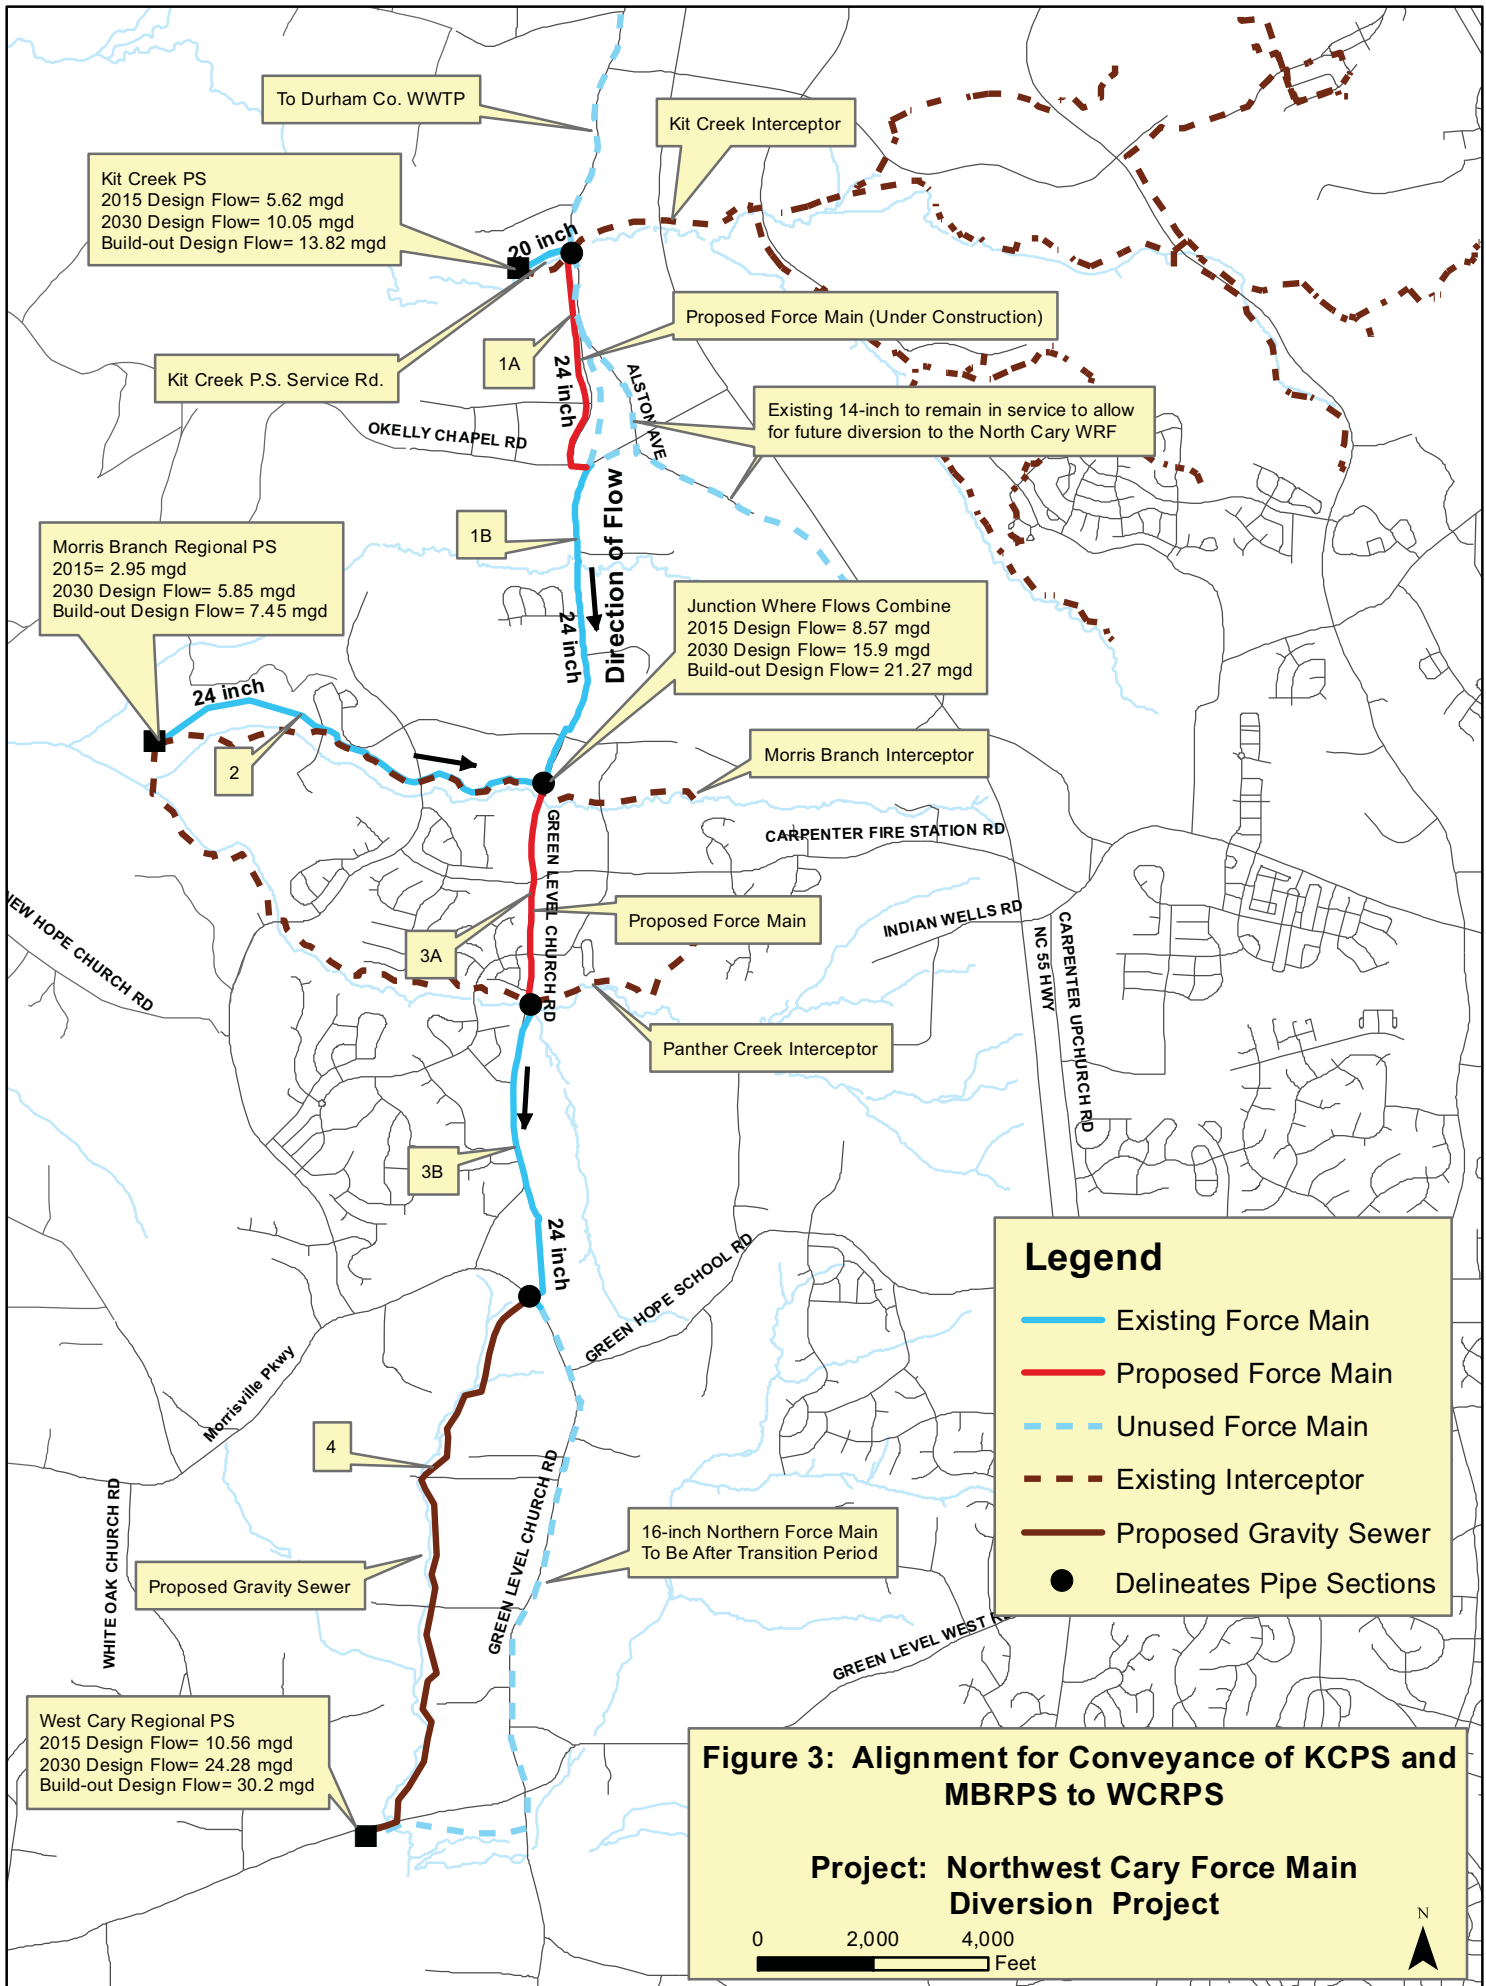 To Durham Co. WWTP
Kit Creek Interceptor
Kit Creek PS
2015 Design Flow= 5.62 mgd
2030 Design Flow= 10.05 mgd
Build-out Design Flow= 13.82 mgd
20 inch
Proposed Force Main (Under Construction)
1A
Kit Creek P.S. Service Rd.
24 inch
ALSTON AVE
Existing 14-inch to remain in service to allow
for future diversion to the North Cary WRF
OKELLY CHAPEL RD
1B
Direction of Flow
Morris Branch Regional PS
2015= 2.95 mgd
2030 Design Flow= 5.85 mgd
Build-out Design Flow= 7.45 mgd
Junction Where Flows Combine
2015 Design Flow= 8.57 mgd
2030 Design Flow= 15.9 mgd
Build-out Design Flow= 21.27 mgd
24 inch
24 inch
2
Morris Branch Interceptor
GREEN LEVEL CHURCH RD
CARPENTER FIRE STATION RD
NEW HOPE CHURCH RD
Proposed Force Main
INDIAN WELLS RD
3A
NC 55 HWY
CARPENTER UPCHURCH RD
Panther Creek Interceptor
3B
24 inch
GREEN HOPE SCHOOL RD
Morrisville Pkwy
4
WHITE OAK CHURCH RD
GREEN LEVEL CHURCH RD
16-inch Northern Force Main
To Be After Transition Period
Proposed Gravity Sewer
GREEN LEVEL WEST RD
West Cary Regional PS
2015 Design Flow= 10.56 mgd
2030 Design Flow= 24.28 mgd
Build-out Design Flow= 30.2 mgd
Legend
Existing Force Main
Proposed Force Main
Unused Force Main
Existing Interceptor
Proposed Gravity Sewer
Delineates Pipe Sections
Figure 3: Alignment for Conveyance of KCPS and
MBRPS to WCRPS
Project: Northwest Cary Force Main
Diversion Project
0 2,000 4,000
Feet
N